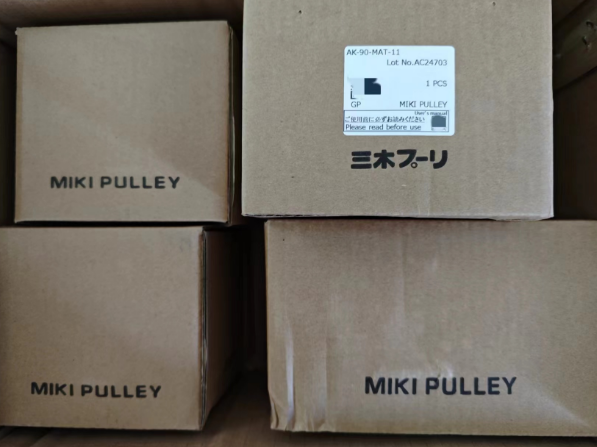 AK-90-MAT-11
Lot No.AC24703
1 PCS
GP MIKI PULLEY
User's manual
ご使用前に必ずお読みください
Please read before use
三木プーリ
MIKI PULLEY
MIKI PULLEY
MIKI PULLEY